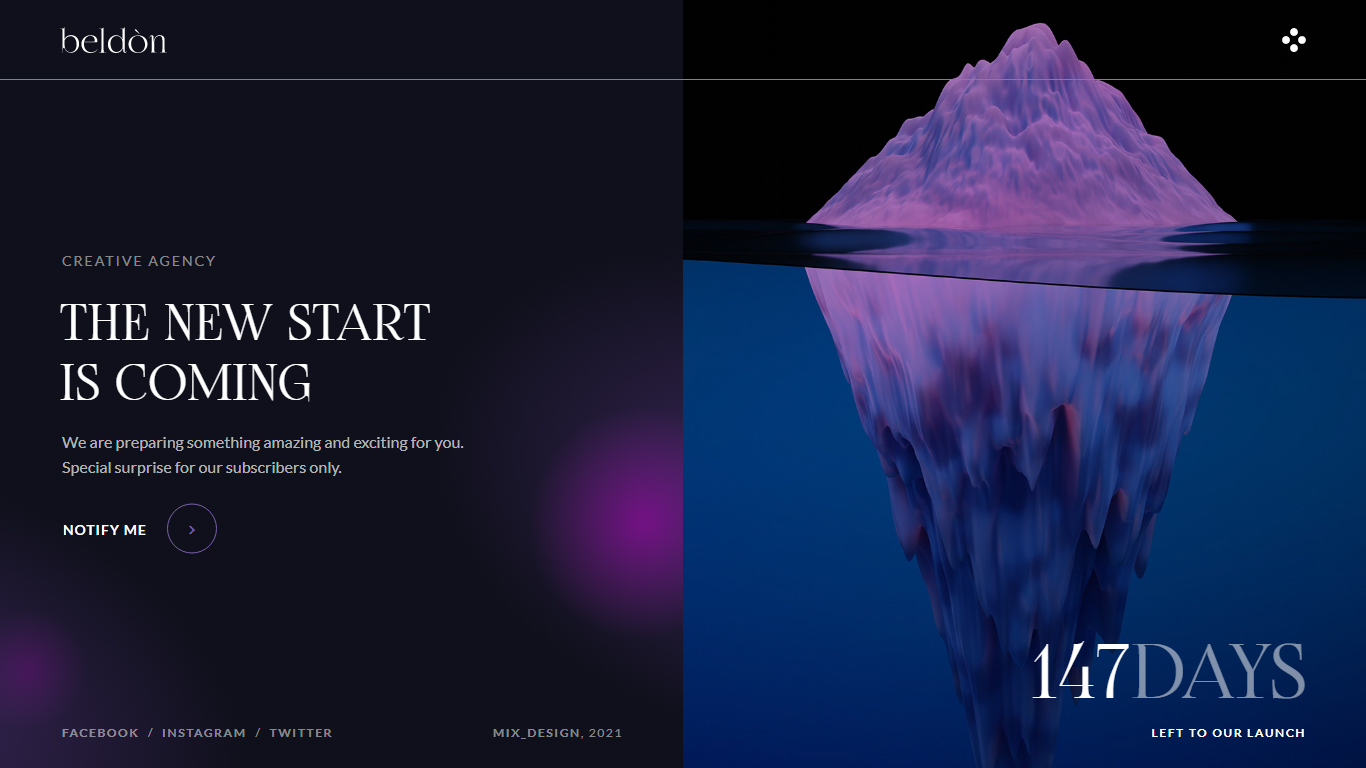 beldòn
CREATIVE AGENCY
THE NEW START
IS COMING
We are preparing something amazing and exciting for you.
Special surprise for our subscribers only.
NOTIFY ME
FACEBOOK / INSTAGRAM / TWITTER
MIX_DESIGN, 2021
147DAYS
LEFT TO OUR LAUNCH